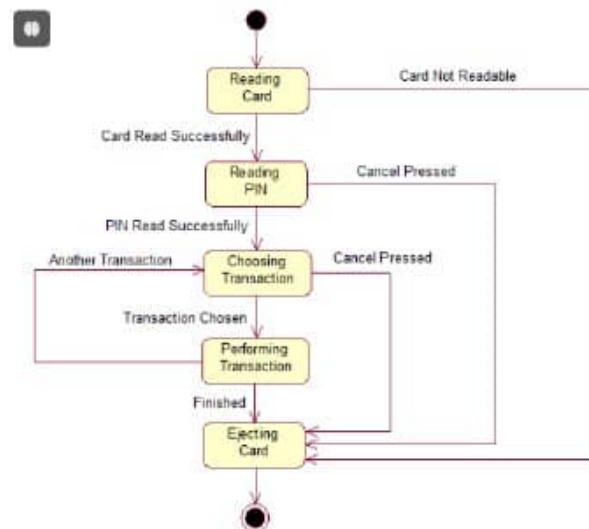 Reading
Card
Card Not Readable
Card Read Successfully
Reading
PIN
Cancel Pressed
PIN Read Successfully
Another Transaction
Choosing
Transaction
Cancel Pressed
Transaction Chosen
Performing
Transaction
Finished
Ejecting
Card